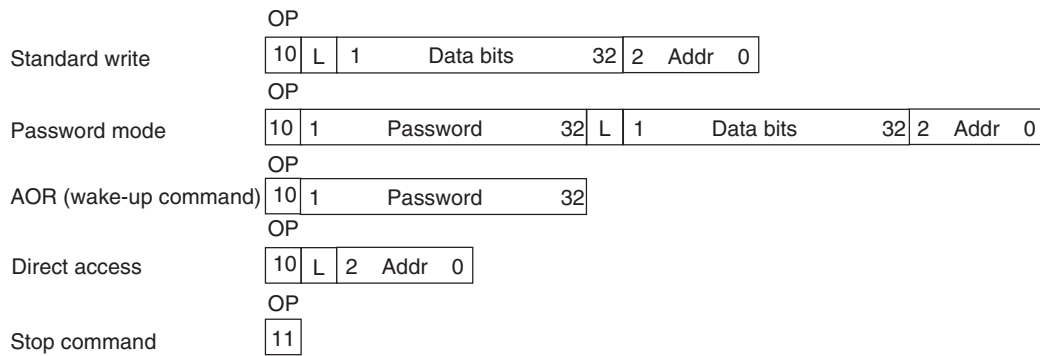 OP
Standard write 10 L 1 Data bits 32 2 Addr 0
OP
Password mode 10 1 Password 32 L 1 Data bits 32 2 Addr 0
OP
AOR (wake-up command) 10 1 Password 32
OP
Direct access 10 L 2 Addr 0
OP
Stop command 11